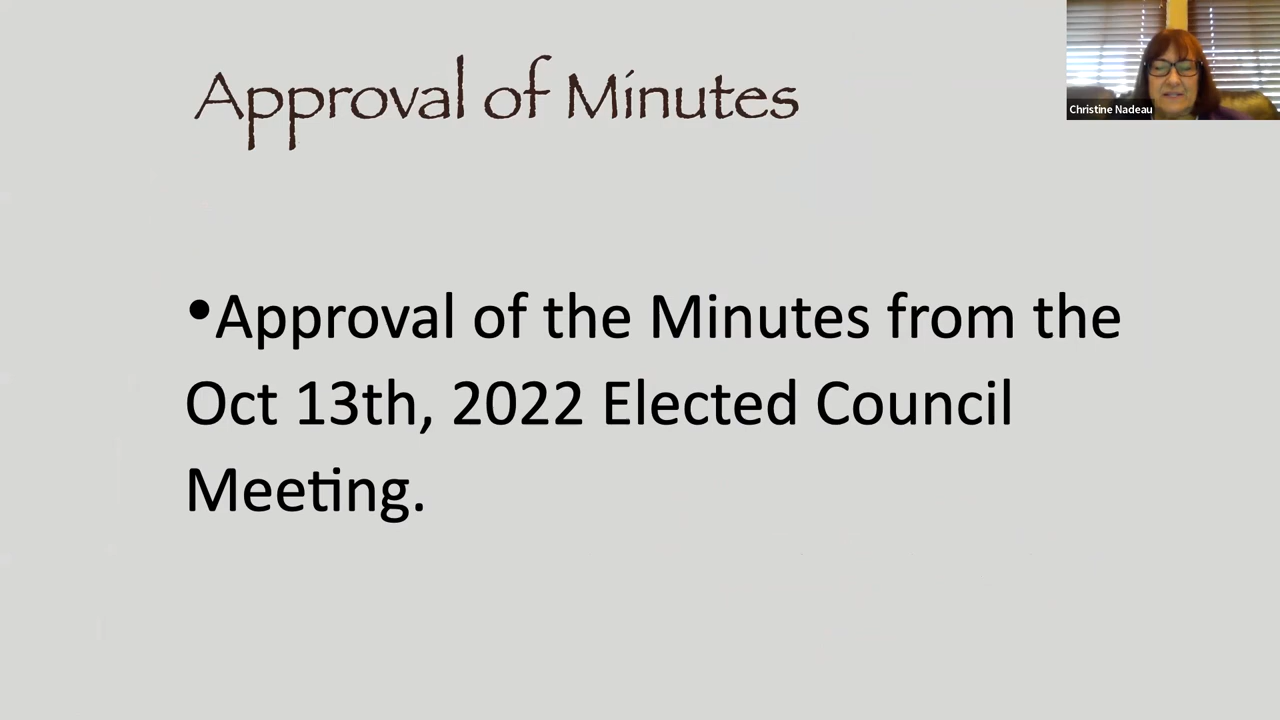 Approval of Minutes
Christine Nadeau
•Approval of the Minutes from the
Oct 13th, 2022 Elected Council
Meeting.